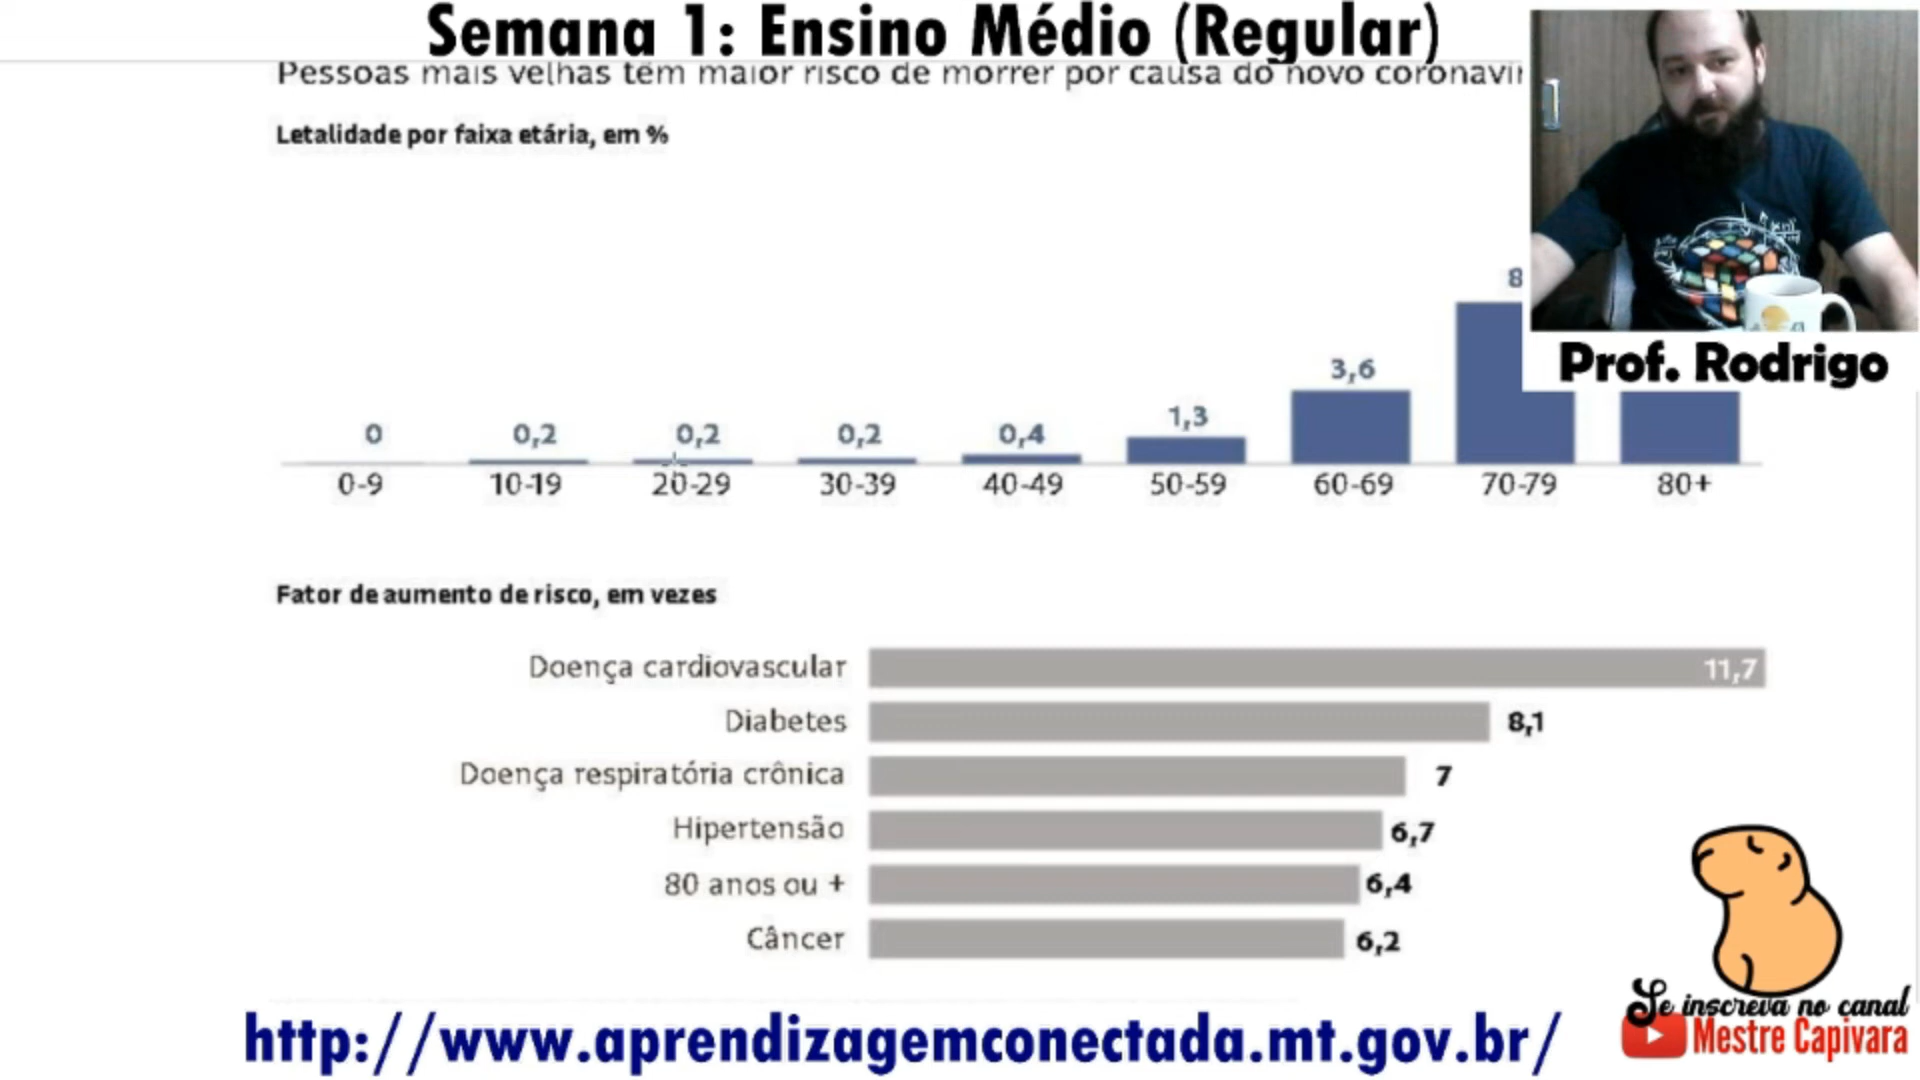 Semana 1: Ensino Médio (Regular)
Pessoas mais velhas têm maior risco de morrer por causa do novo
Letalidade por faixa etária, em %
0 0,2 0,2 0,2 0,4 1,3 3,6 8
0-9 10-19 20-29 30-39 40-49 50-59 60-69 70-79 80+
Prof. Rodrigo
Fator de aumento de risco, em vezes
Doença cardiovascular 11,7
Diabetes 8,1
Doença respiratória crônica 7
Hipertensão 6,7
80 anos ou + 6,4
Câncer 6,2
Se inscreva no canal
Mestre Capivara
http://www.aprendizagemconectada.mt.gov.br/